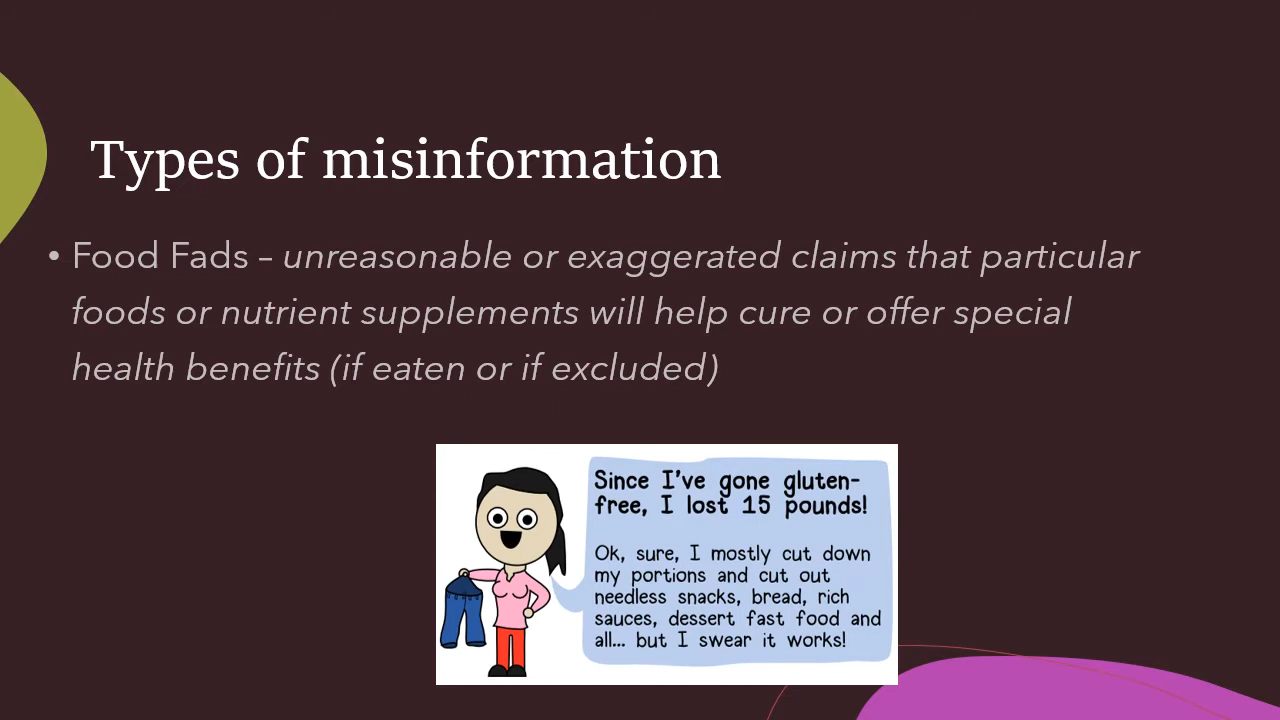 Types of misinformation
• Food Fads – unreasonable or exaggerated claims that particular
foods or nutrient supplements will help cure or offer special
health benefits (if eaten or if excluded)
Since I've gone gluten-
free, I lost 15 pounds!
Ok, sure, I mostly cut down
my portions and cut out
needless snacks, bread, rich
sauces, dessert fast food and
all... but I swear it works!